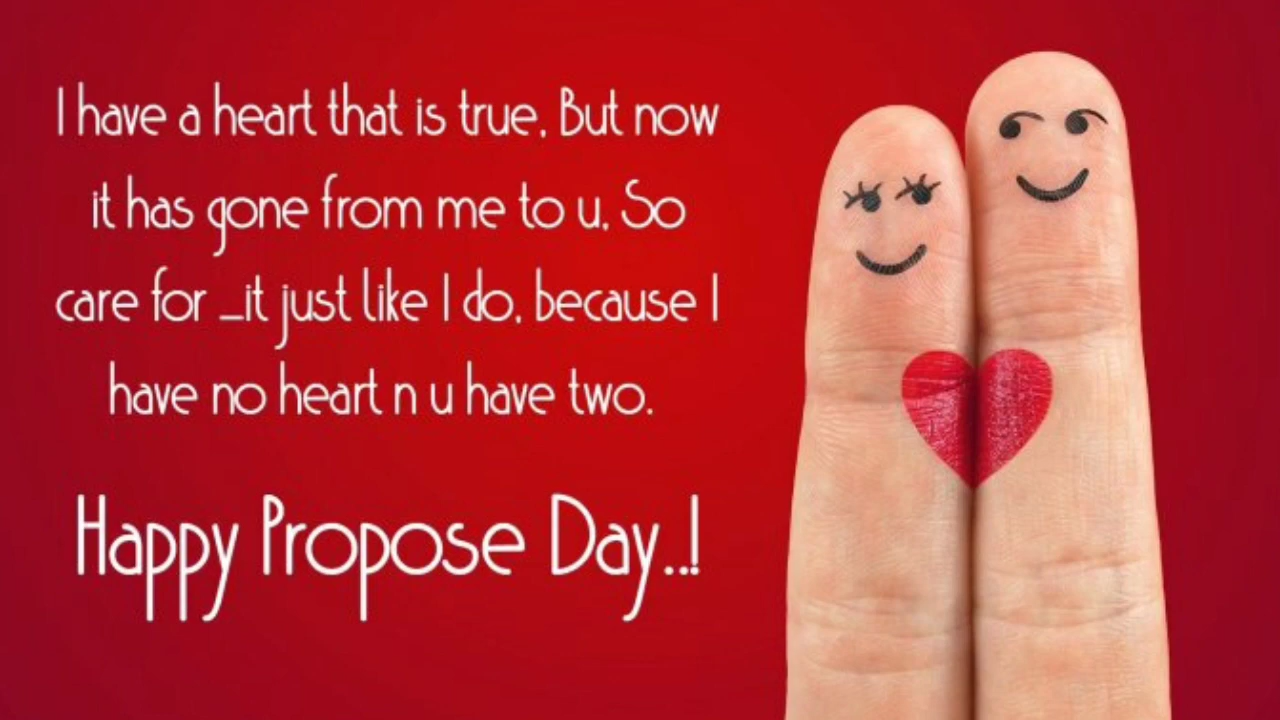 I have a heart that is true, But now
it has gone from me to u, So
care for _it just like I do, because I
have no heart n u have two.
Happy Propose Day..!